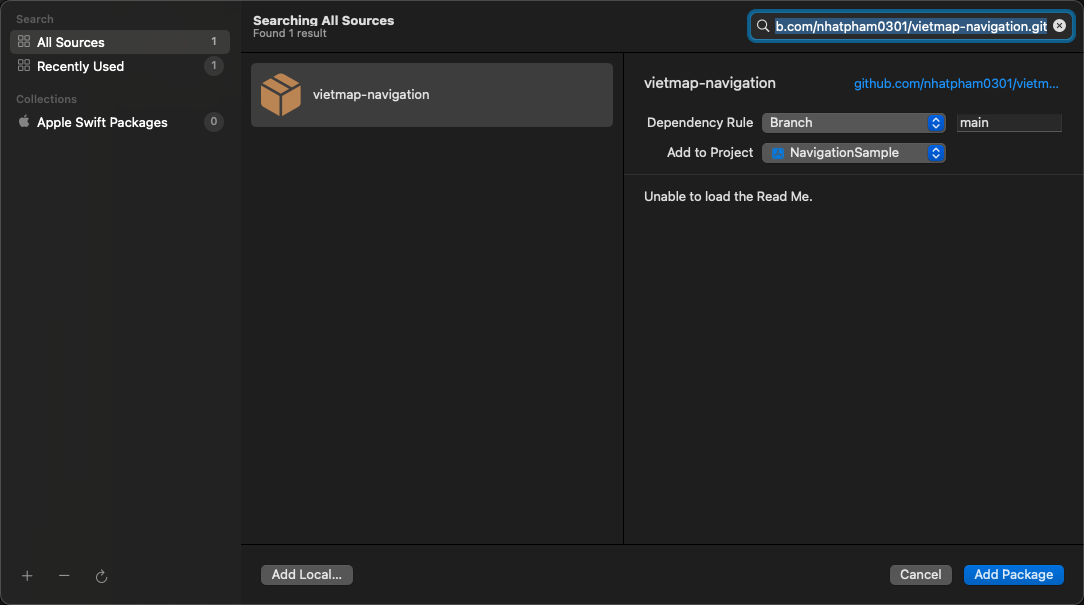 Search
All Sources 1
Recently Used 1
Collections
Apple Swift Packages 0
Searching All Sources
Found 1 result
b.com/nhatpham0301/vietmap-navigation.git
vietmap-navigation
vietmap-navigation
github.com/nhatpham0301/vietm...
Dependency Rule Branch main
Add to Project NavigationSample
Unable to load the Read Me.
Add Local...
Cancel
Add Package